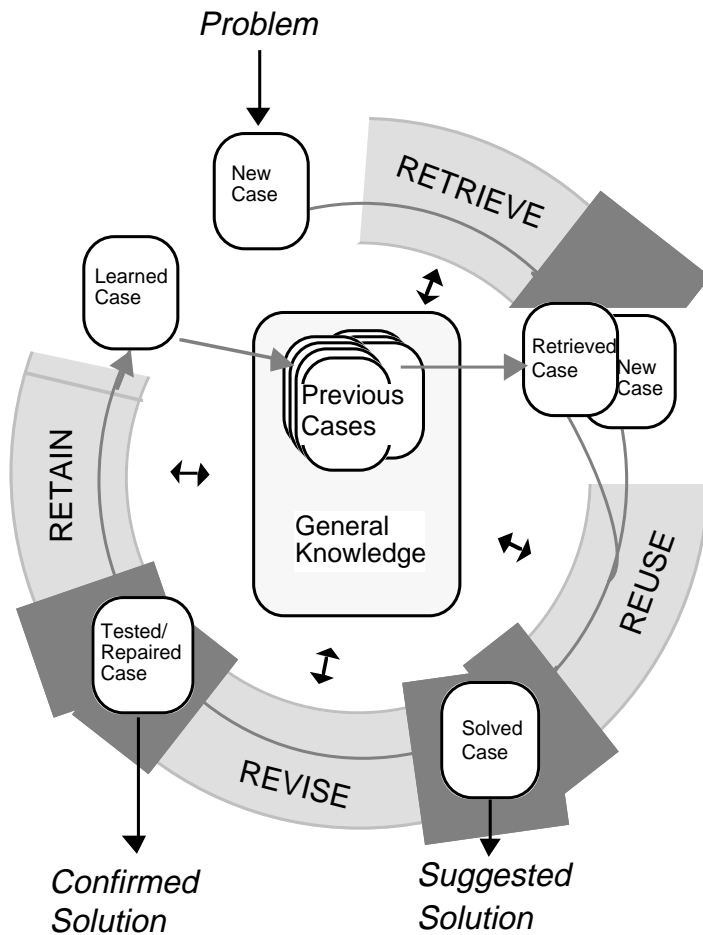 Problem
New
Case
RETRIEVE
Learned
Case
Retrieved
Case
New
Case
Previous
Cases
RETAIN
General
Knowledge
REUSE
Tested/
Repaired
Case
Solved
Case
REVISE
Confirmed
Solution
Suggested
Solution